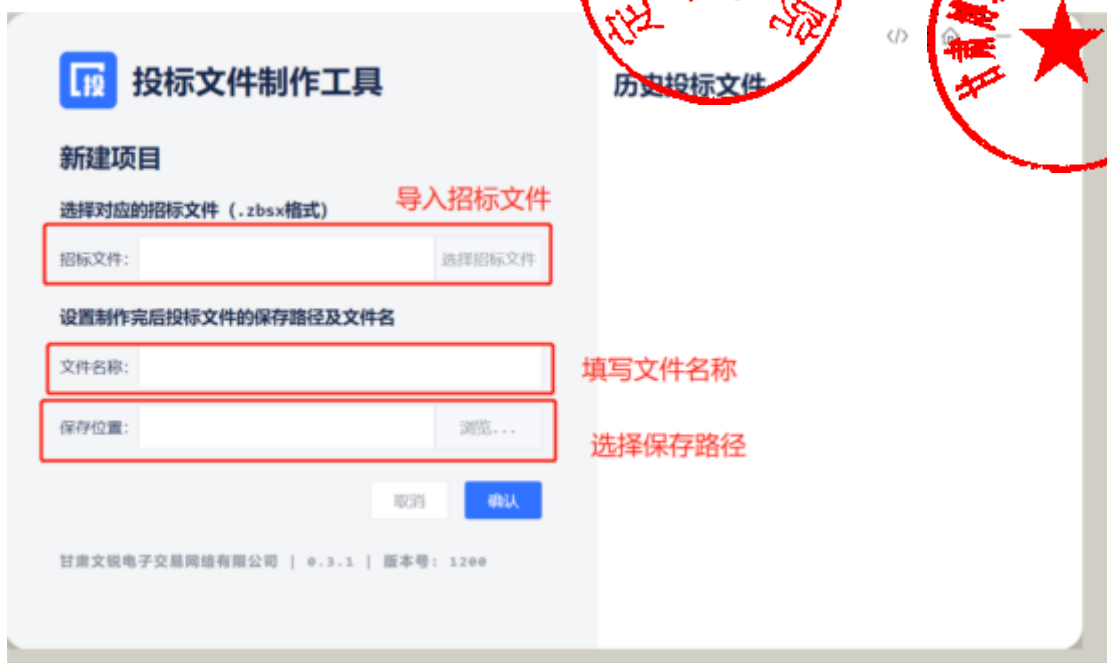 投
投标文件制作工具
历史投标文件
</>
新建项目
选择对应的招标文件 (.zbsx格式)
导入招标文件
招标文件:
选择招标文件
设置制作完后投标文件的保存路径及文件名
文件名称:
填写文件名称
保存位置:
浏览...
选择保存路径
取消
确认
甘肃文锐电子交易网络有限公司 | 0.3.1 | 版本号: 1200
定
院
甘肃